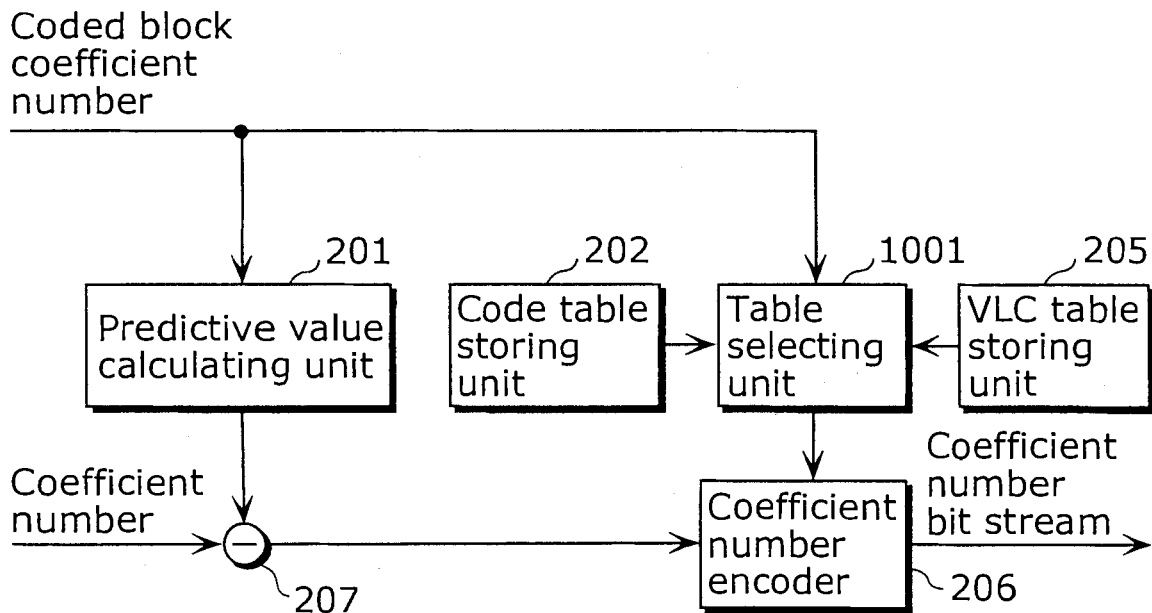 Coded block
coefficient
number
201
202
1001
205
Predictive value
calculating unit
Code table
storing
unit
Table
selecting
unit
VLC table
storing
unit
Coefficient
number
−
207
Coefficient
number
encoder
206
Coefficient
number
bit stream